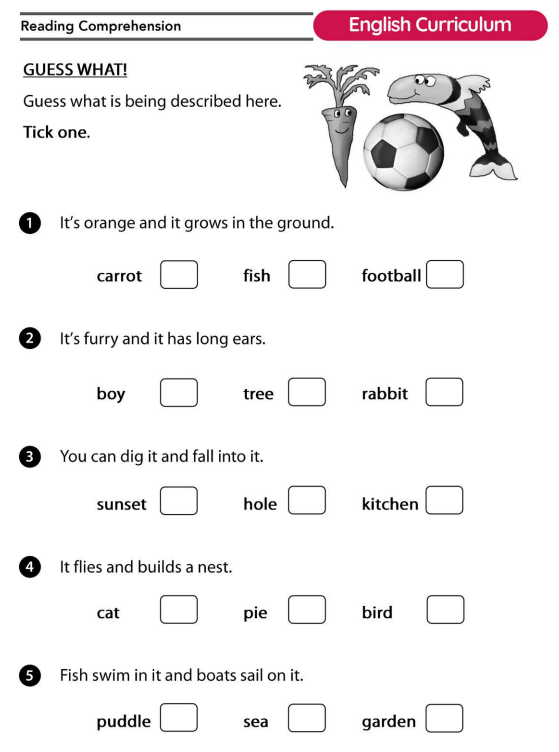 Reading Comprehension
English Curriculum
GUESS WHAT!
Guess what is being described here.
Tick one.
1 It’s orange and it grows in the ground.
carrot fish football
2 It’s furry and it has long ears.
boy tree rabbit
3 You can dig it and fall into it.
sunset hole kitchen
4 It flies and builds a nest.
cat pie bird
5 Fish swim in it and boats sail on it.
puddle sea garden